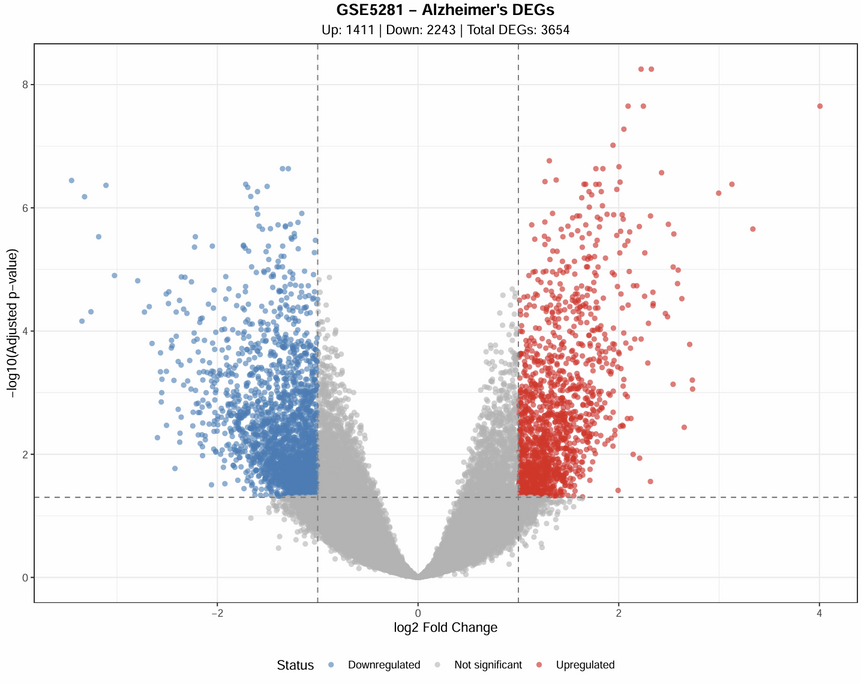 GSE5281 – Alzheimer's DEGs
Up: 1411 | Down: 2243 | Total DEGs: 3654
−log10(Adjusted p−value)
8
6
4
2
0
−2
0
2
4
log2 Fold Change
Status
Downregulated
Not significant
Upregulated